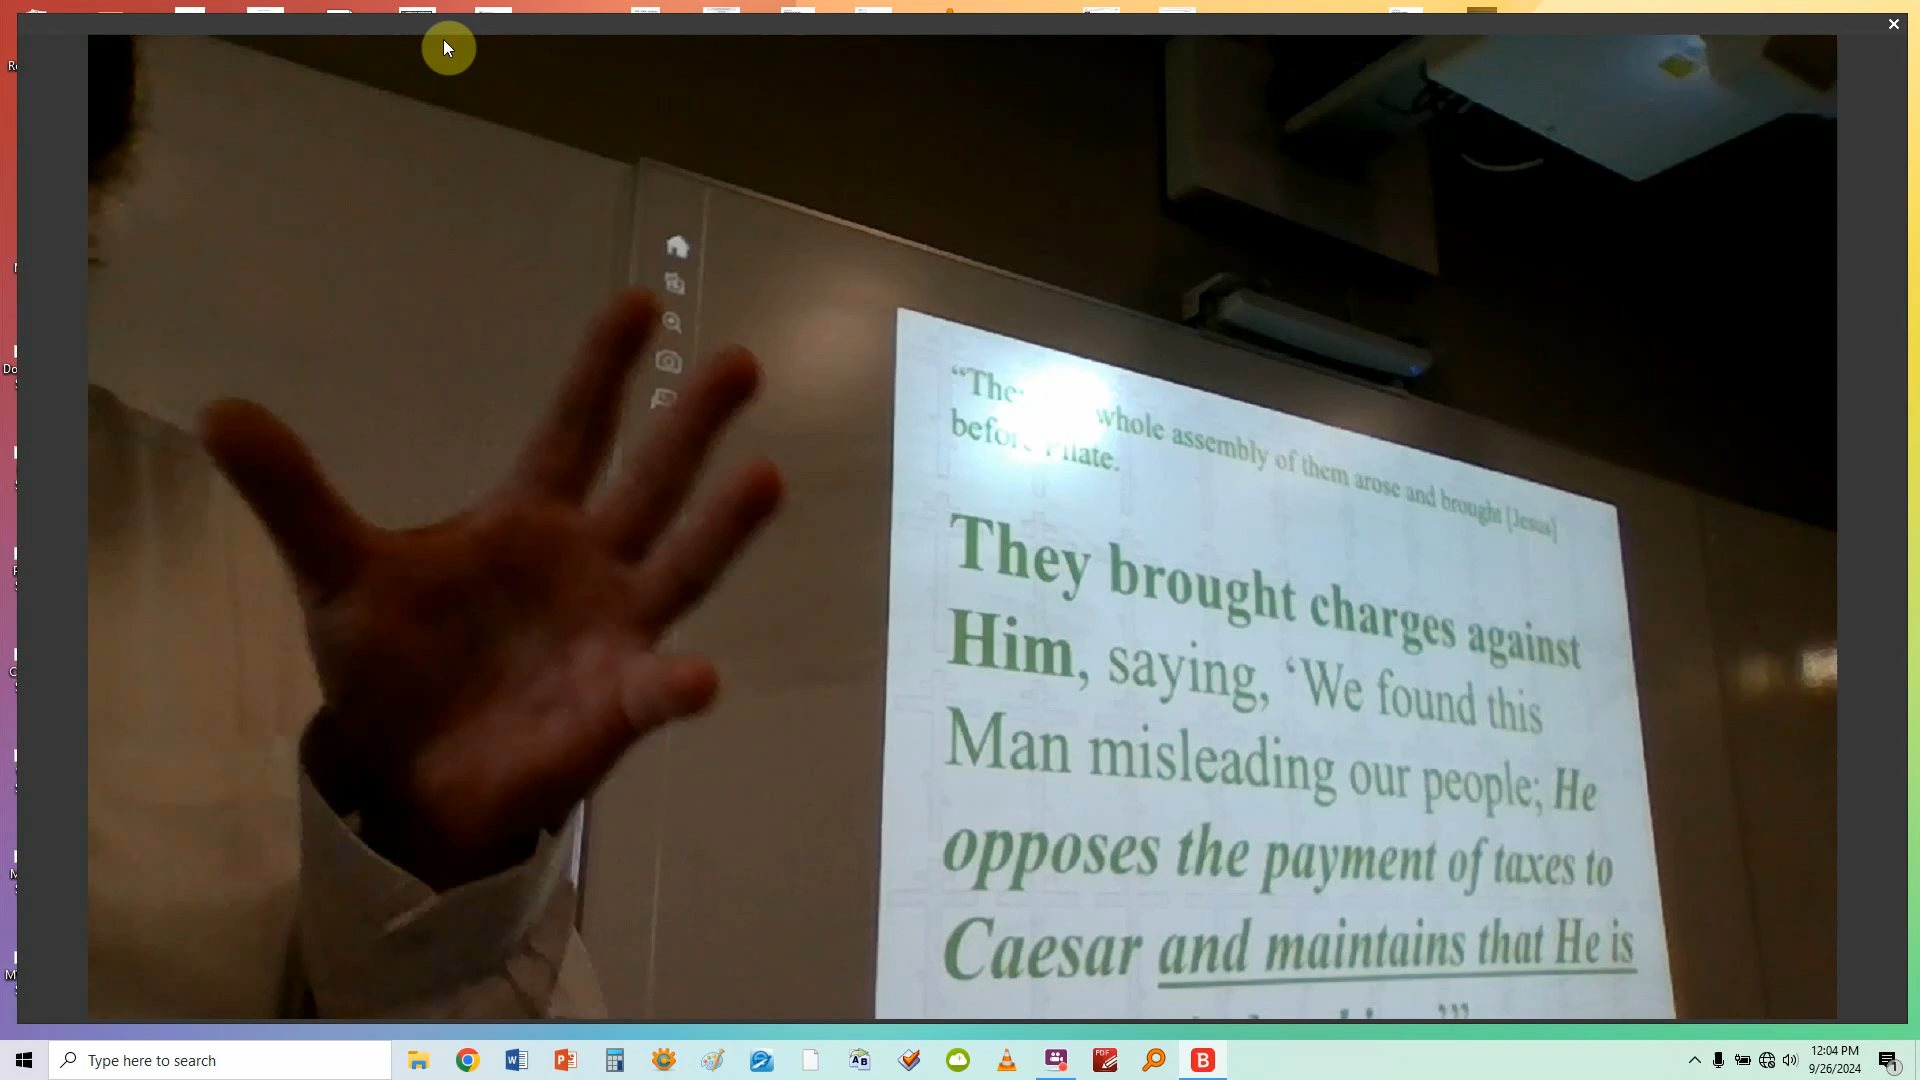 “The whole assembly of them arose and brought [Jesus]
before Pilate.
They brought charges against
Him, saying, ‘We found this
Man misleading our people; He
opposes the payment of taxes to
Caesar and maintains that He is
Type here to search
12:04 PM
9/26/2024